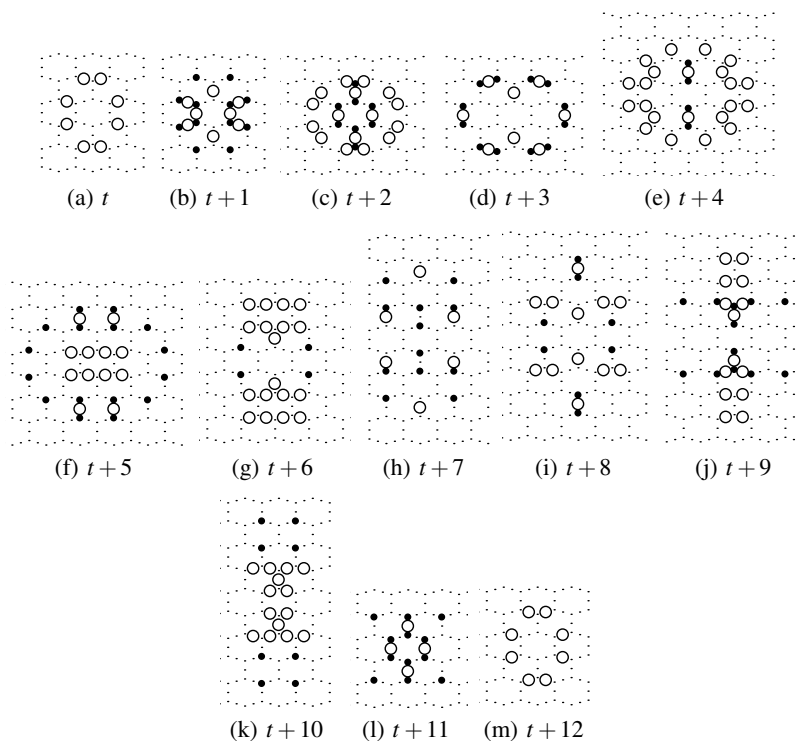 (a) t
(b) t + 1
(c) t + 2
(d) t + 3
(e) t + 4
(f) t + 5
(g) t + 6
(h) t + 7
(i) t + 8
(j) t + 9
(k) t + 10
(l) t + 11
(m) t + 12